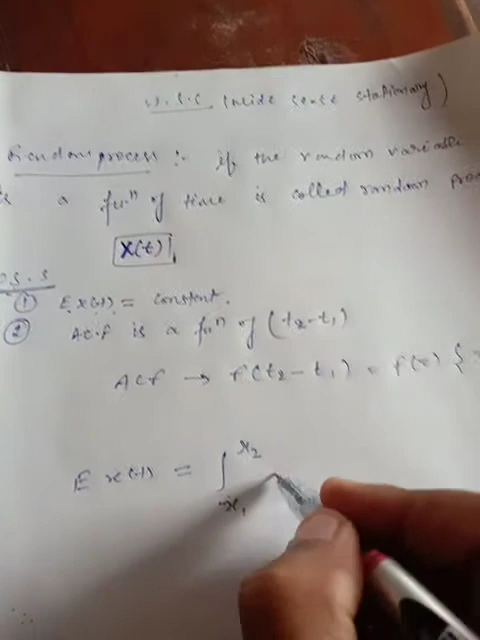 W.S.S (wide sense stationary)
Random process :- if the random variable
is a fun^n of time is called random
X(t)
S.S
① E x(t) = constant.
② ACF is a fun^n of (t₂-t₁)
ACF → f(t₂ - t₁) = f(τ) {
E x(t) = ∫ x₂
x₁